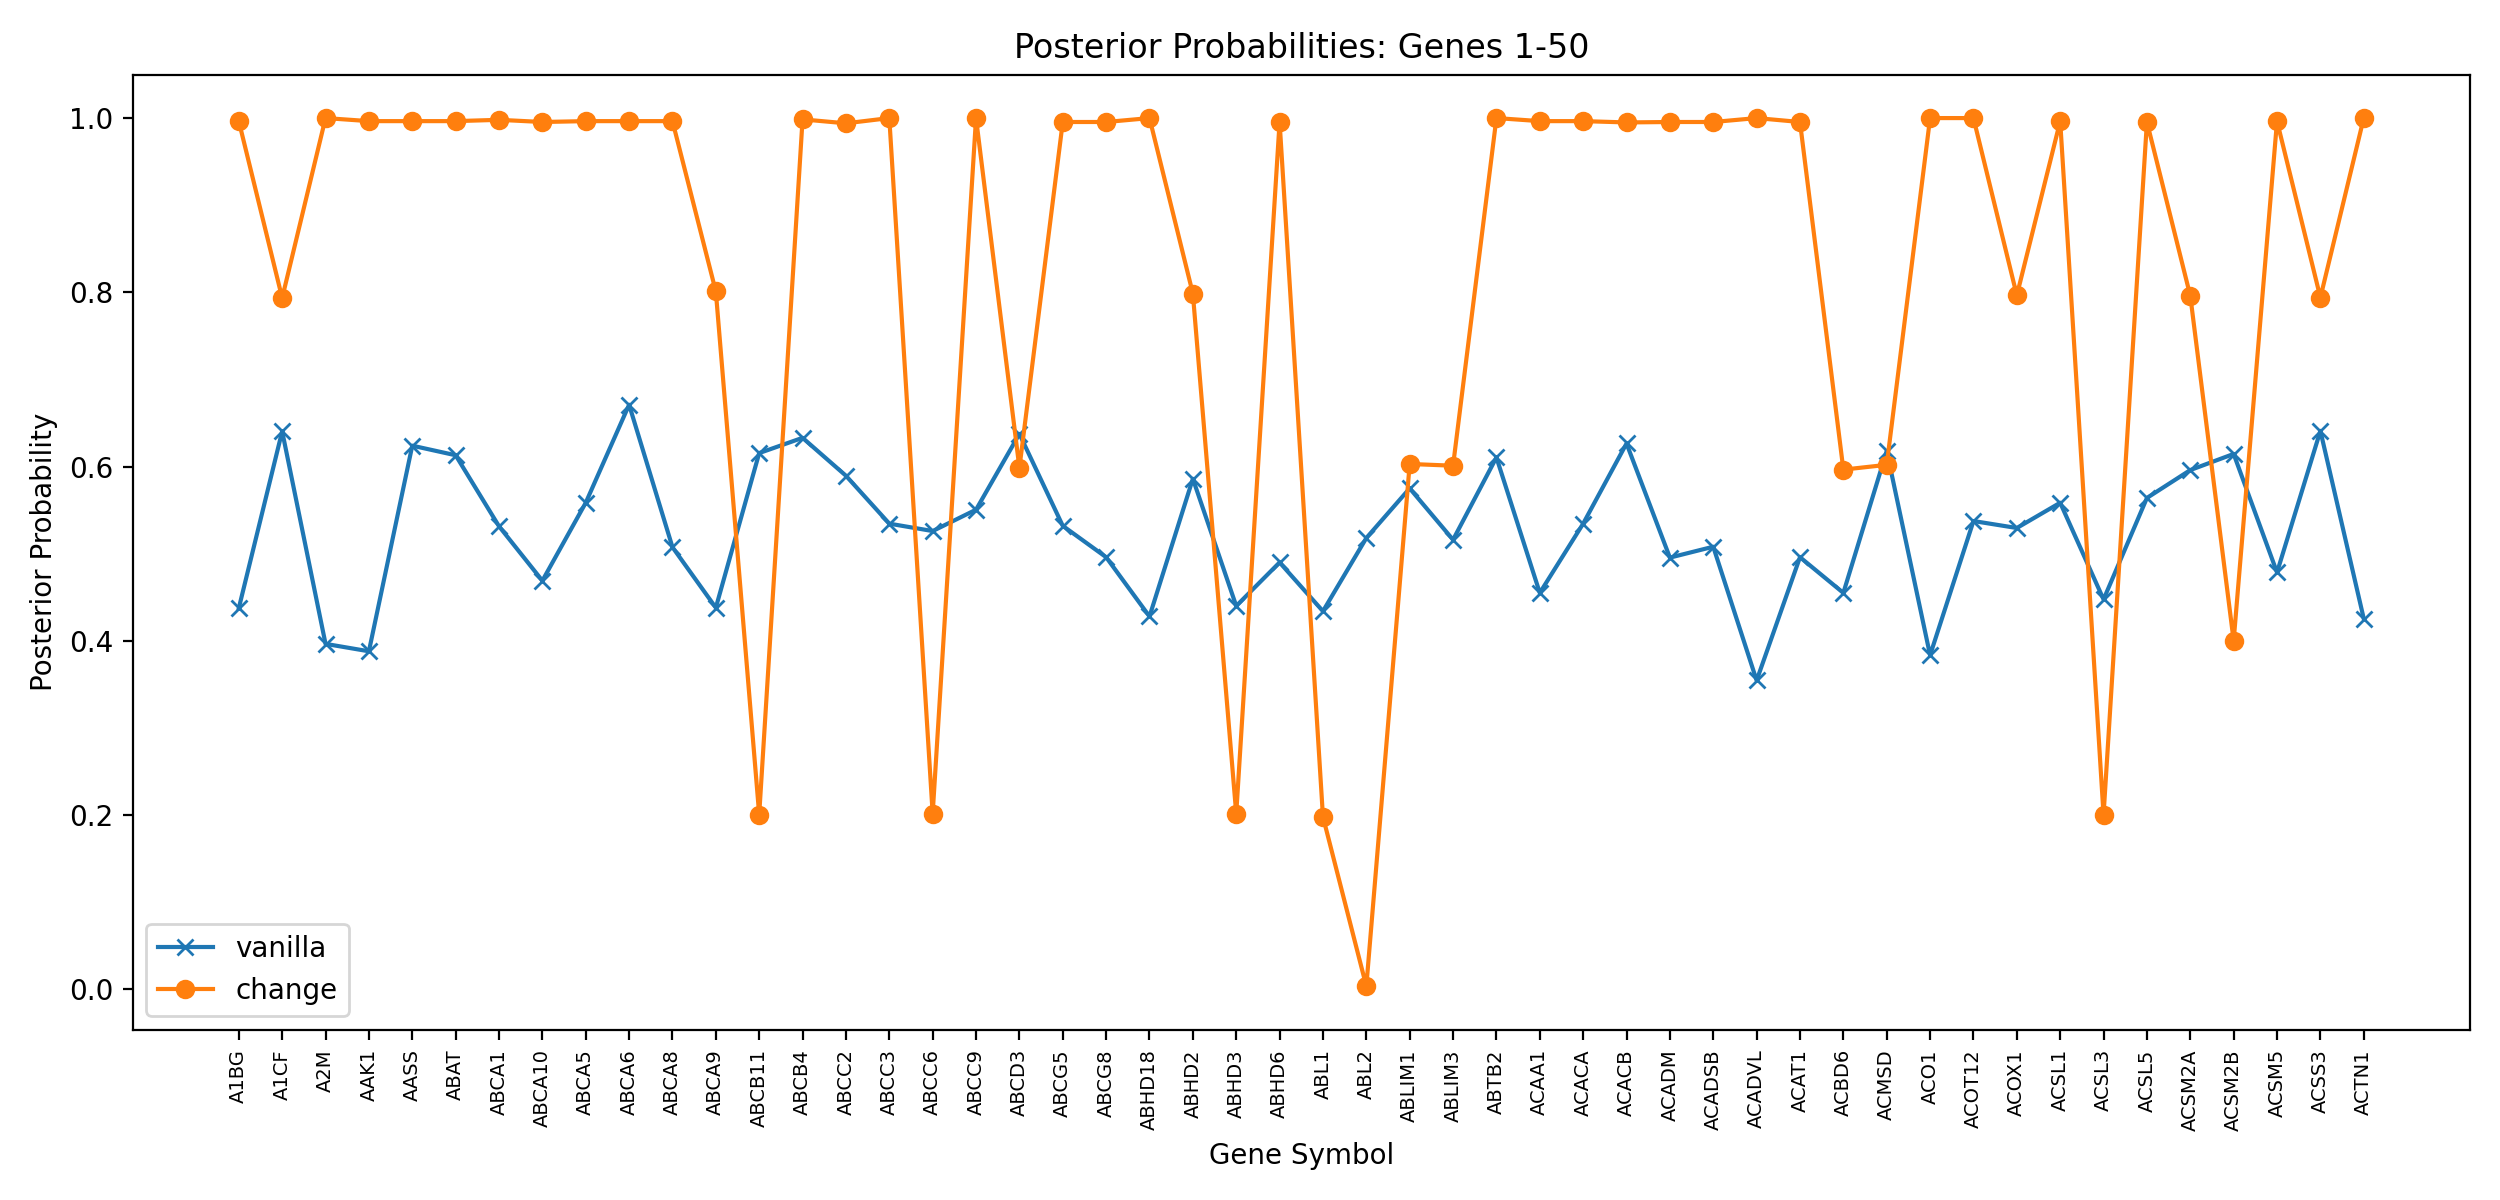 Posterior Probabilities: Genes 1-50
Posterior Probability
1.0
0.8
0.6
0.4
0.2
0.0
vanilla
change
A1BG
A1CF
A2M
AAK1
AASS
ABAT
ABCA1
ABCA10
ABCA5
ABCA6
ABCA8
ABCA9
ABCB11
ABCB4
ABCC2
ABCC3
ABCC6
ABCC9
ABCD3
ABCG5
ABCG8
ABHD18
ABHD2
ABHD3
ABHD6
ABL1
ABL2
ABLIM1
ABLIM3
ABTB2
ACAA1
ACACA
ACACB
ACADM
ACADSB
ACADVL
ACAT1
ACBD6
ACMSD
ACO1
ACOT12
ACOX1
ACSL1
ACSL3
ACSL5
ACSM2A
ACSM2B
ACSM5
ACSS3
ACTN1
Gene Symbol